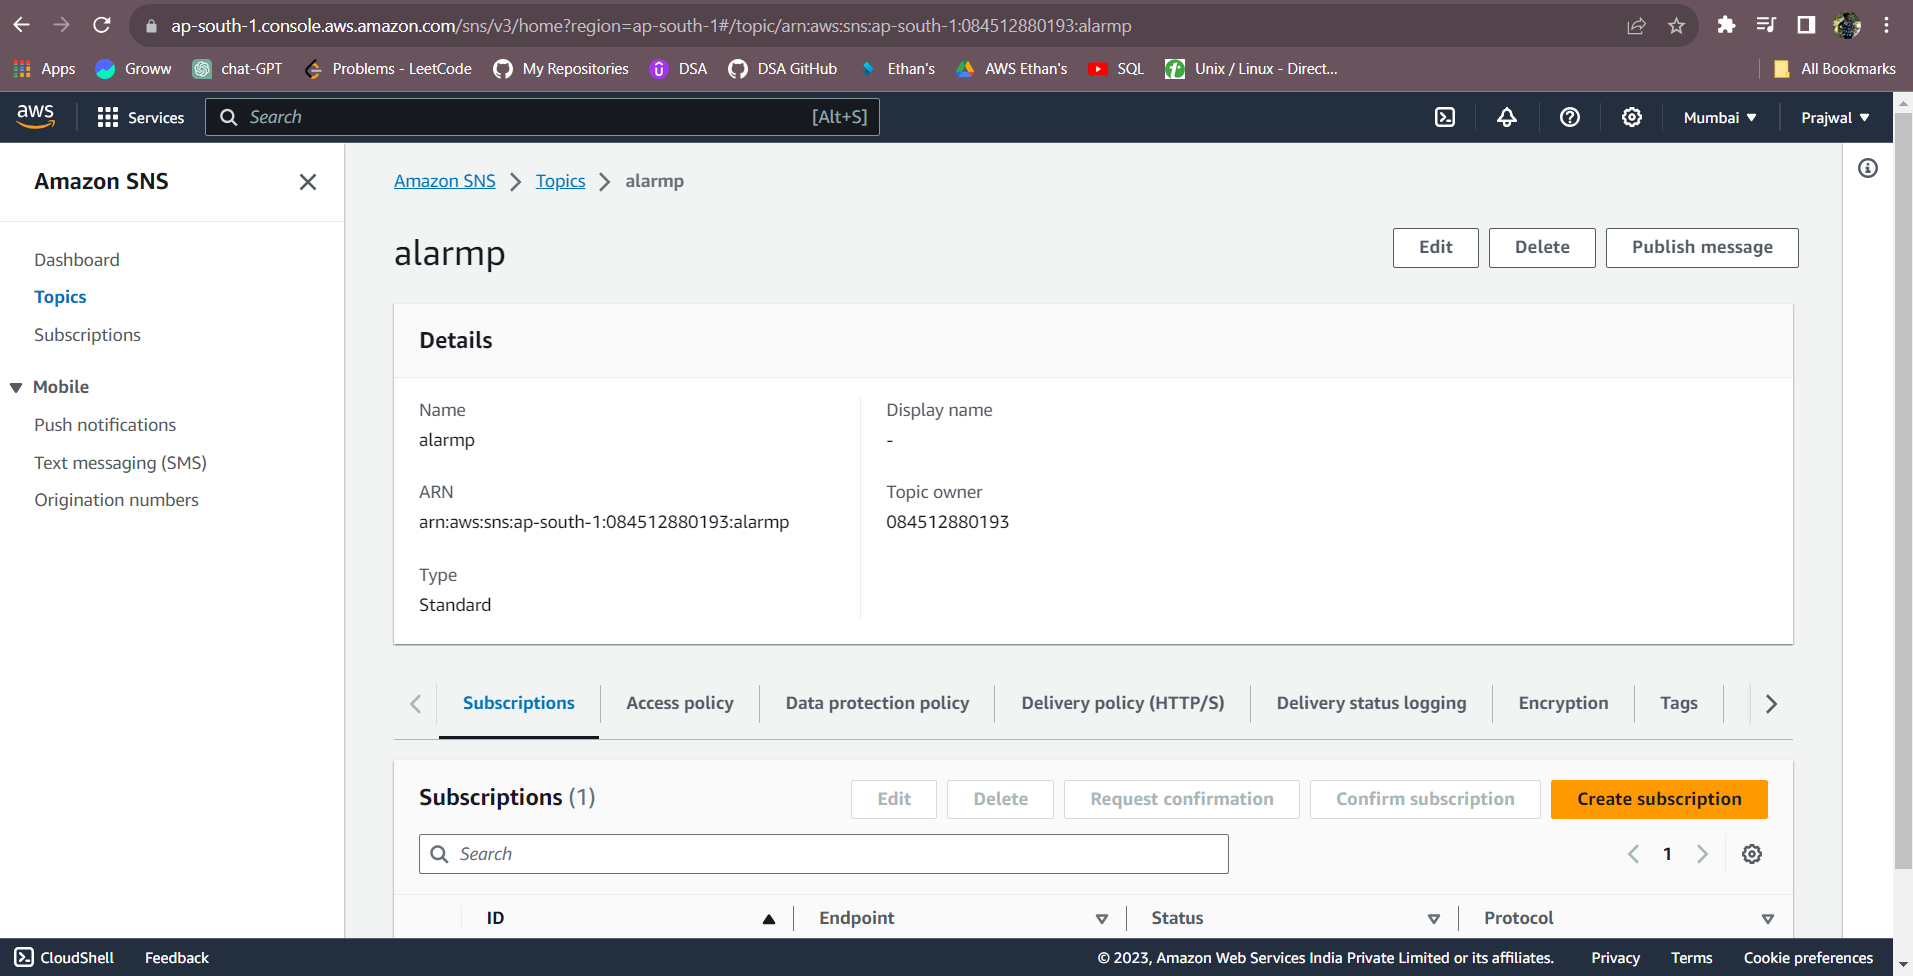 ap-south-1.console.aws.amazon.com/sns/v3/home?region=ap-south-1#/topic/arn:aws:sns:ap-south-1:084512880193:alarmp
Apps Groww chat-GPT Problems - LeetCode My Repositories DSA DSA GitHub Ethan's AWS Ethan's SQL Unix / Linux - Direct... All Bookmarks
aws Services Search [Alt+S] Mumbai Prajwal
Amazon SNS
Dashboard
Topics
Subscriptions
Mobile
Push notifications
Text messaging (SMS)
Origination numbers
Amazon SNS Topics alarmp
alarmp
Edit Delete Publish message
Details
Name
alarmp
ARN
arn:aws:sns:ap-south-1:084512880193:alarmp
Type
Standard
Display name
-
Topic owner
084512880193
Subscriptions Access policy Data protection policy Delivery policy (HTTP/S) Delivery status logging Encryption Tags
Subscriptions (1) Edit Delete Request confirmation Confirm subscription Create subscription
Search 1
ID Endpoint Status Protocol
CloudShell Feedback © 2023, Amazon Web Services India Private Limited or its affiliates. Privacy Terms Cookie preferences